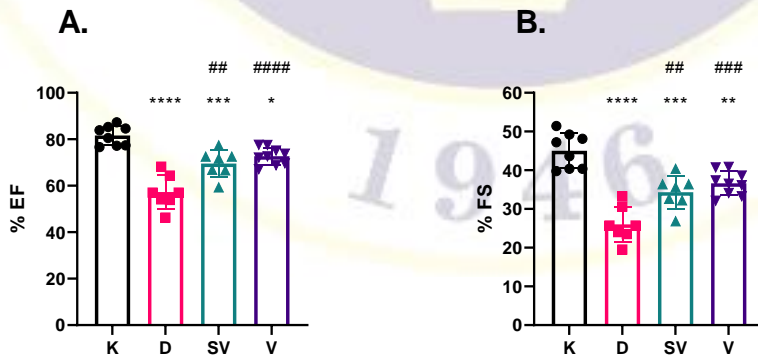 A.
## ####
**** *** *
100
80
60
40
20
0
% EF
K D SV V
B.
## ###
**** *** **
60
50
40
30
20
10
0
% FS
K D SV V
1946